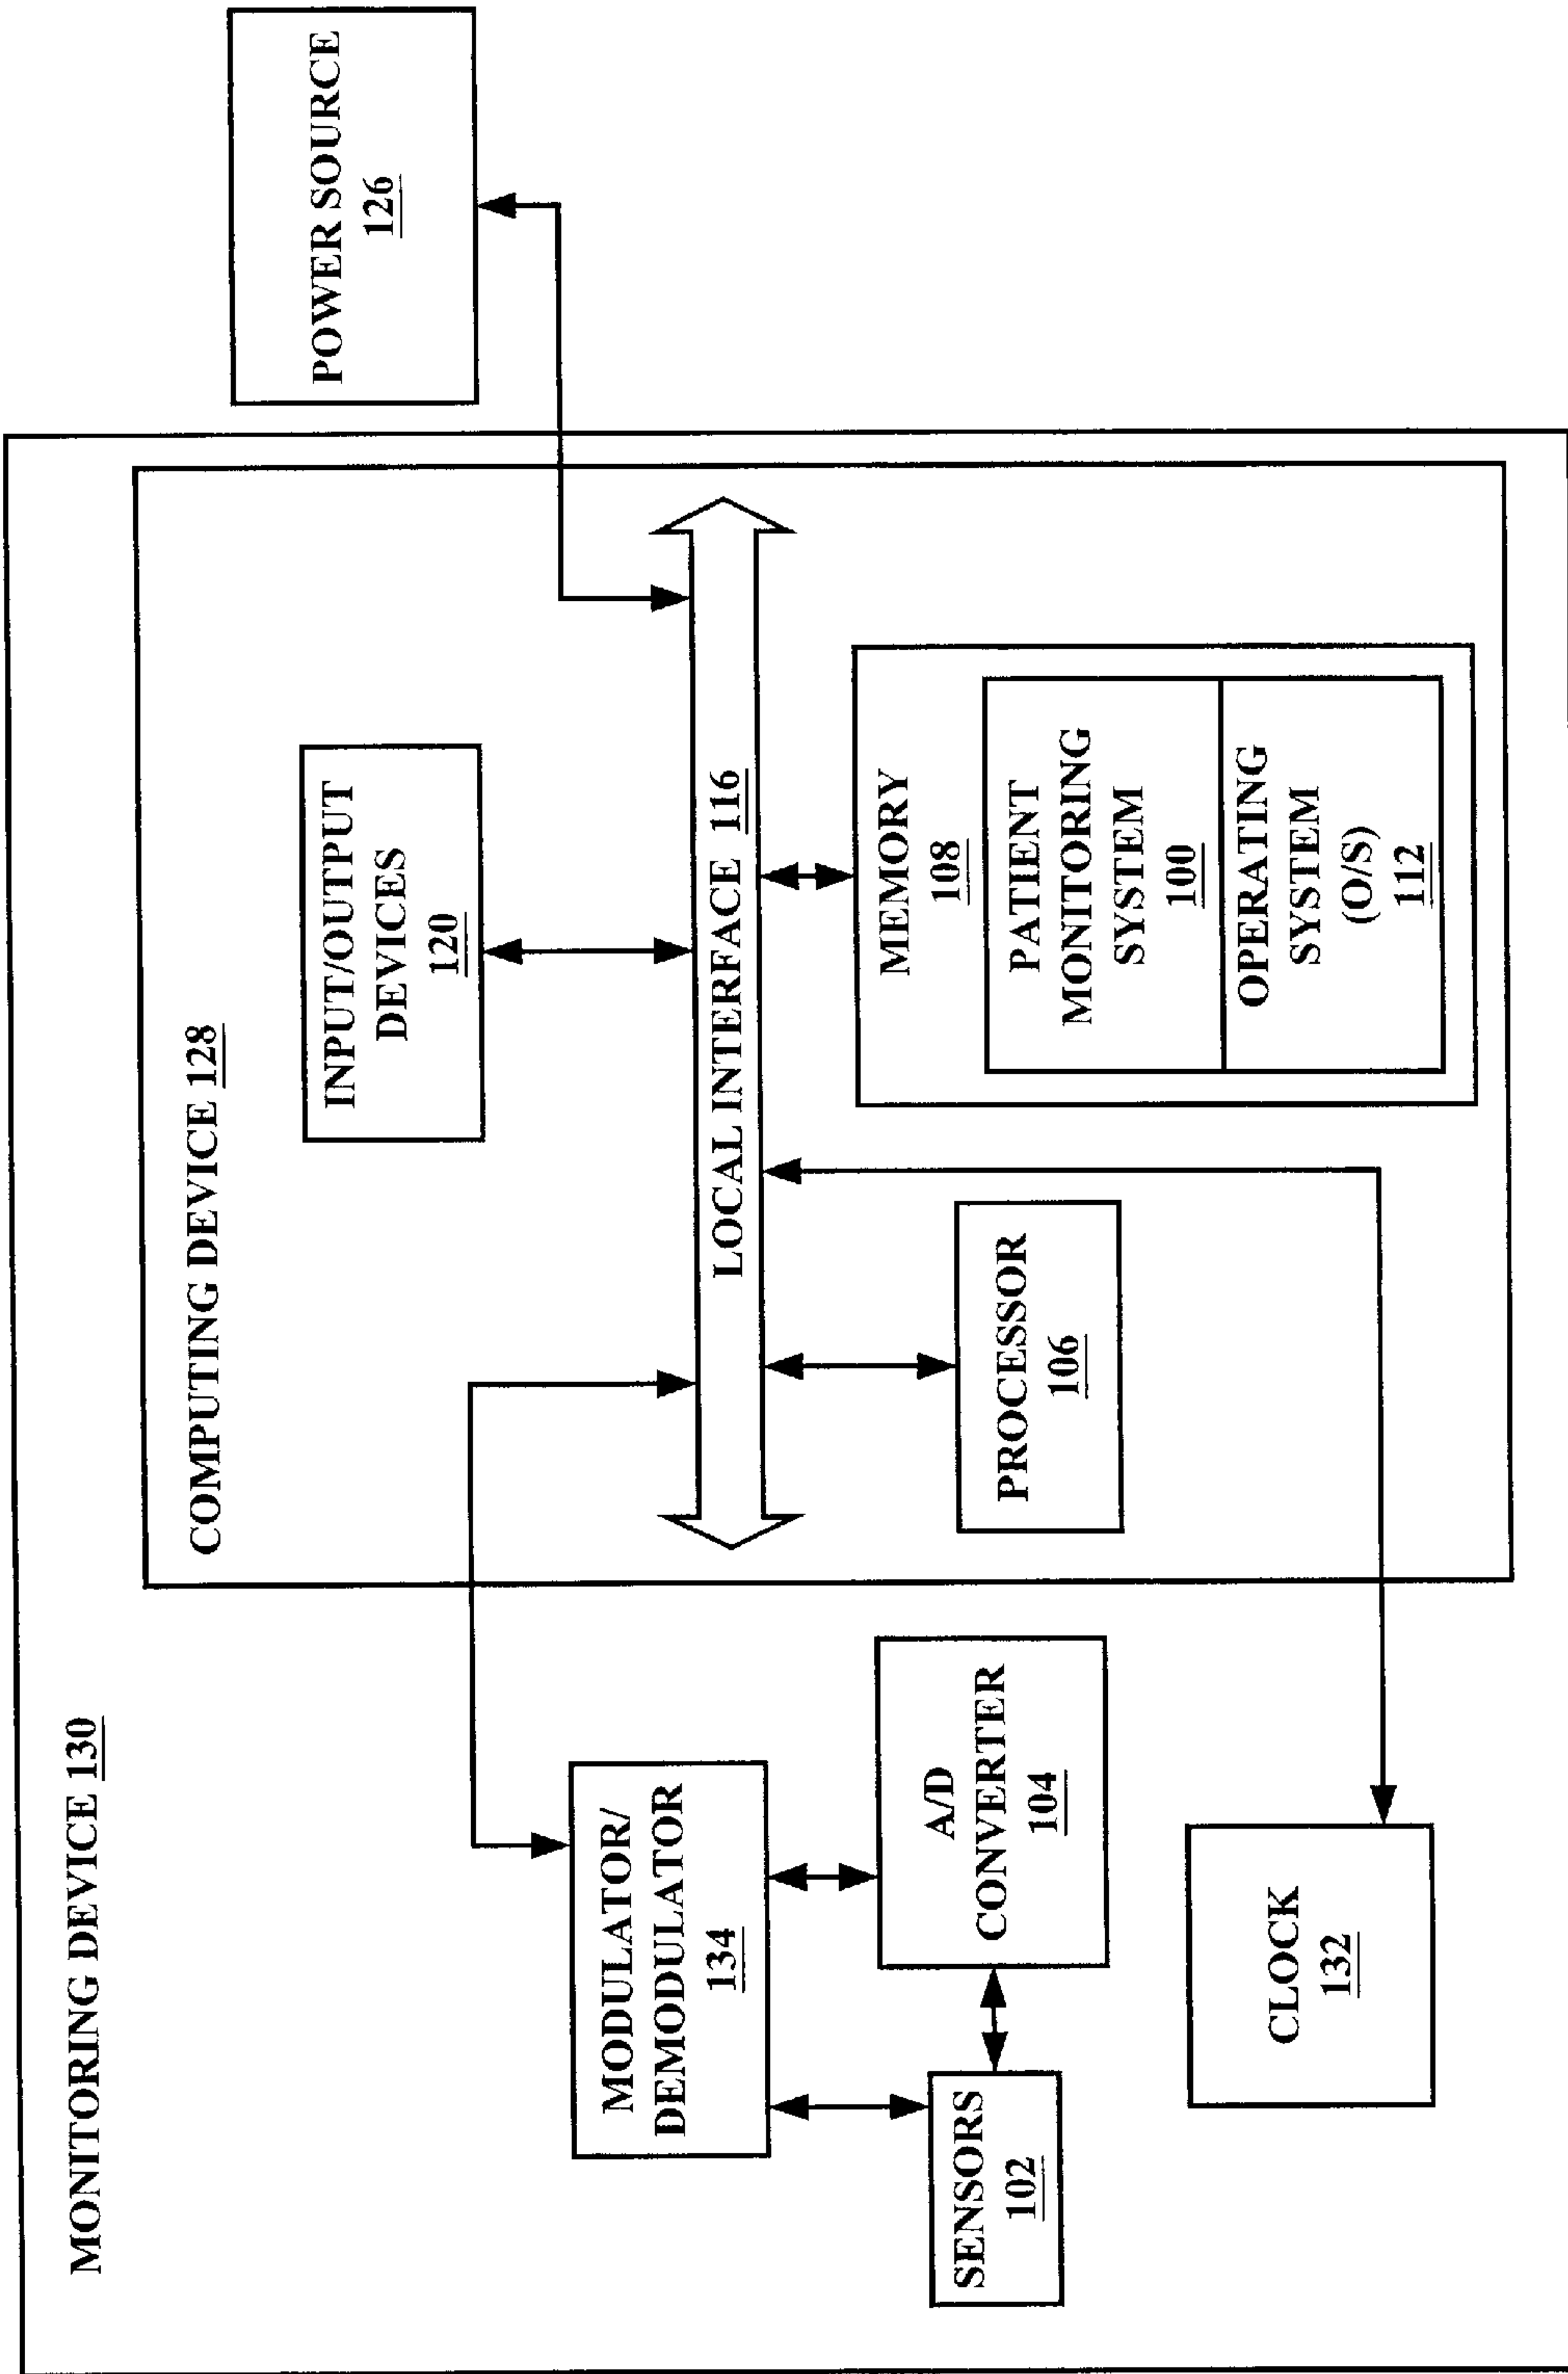 MONITORING DEVICE 130
COMPUTING DEVICE 128
POWER SOURCE
126
INPUT/OUTPUT
DEVICES
120
MODULATOR/
DEMODULATOR
134
LOCAL INTERFACE 116
SENSORS
102
A/D
CONVERTER
104
PROCESSOR
106
MEMORY
108
PATIENT
MONITORING
SYSTEM
100
OPERATING
SYSTEM
(O/S)
112
CLOCK
132